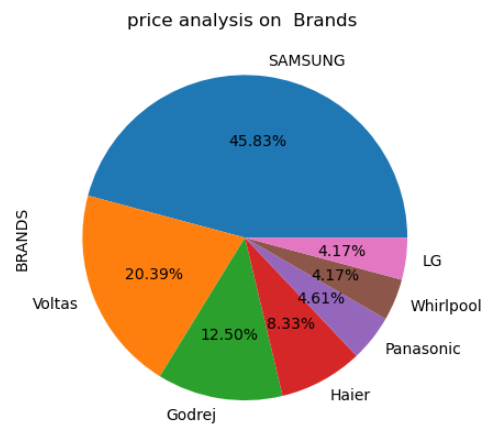 price analysis on  Brands
SAMSUNG
45.83%
BRANDS
Voltas
20.39%
4.17%
LG
4.17%
4.61%
Whirlpool
8.33%
12.50%
Panasonic
Haier
Godrej